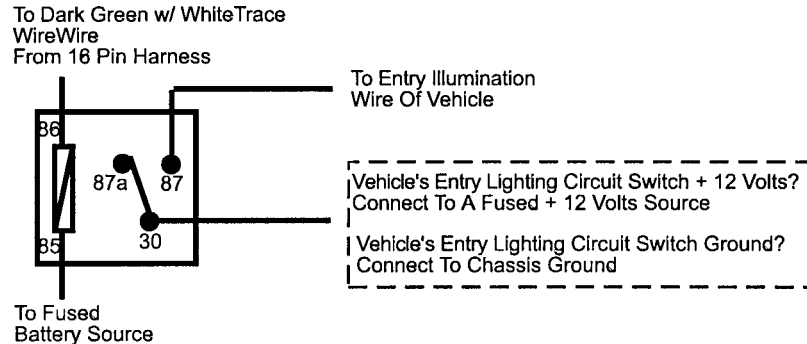 To Dark Green w/ WhiteTrace
WireWire
From 16 Pin Harness
To Entry Illumination
Wire Of Vehicle
86
87a
87
85
30
Vehicle's Entry Lighting Circuit Switch + 12 Volts?
Connect To A Fused + 12 Volts Source
Vehicle's Entry Lighting Circuit Switch Ground?
Connect To Chassis Ground
To Fused
Battery Source